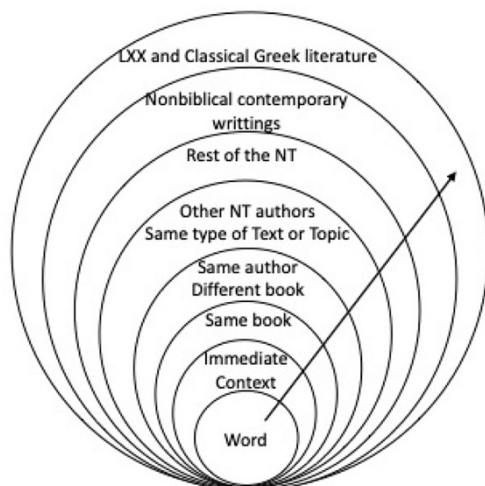 LXX and Classical Greek literature
Nonbiblical contemporary
writtings
Rest of the NT
Other NT authors
Same type of Text or Topic
Same author
Different book
Same book
Immediate
Context
Word